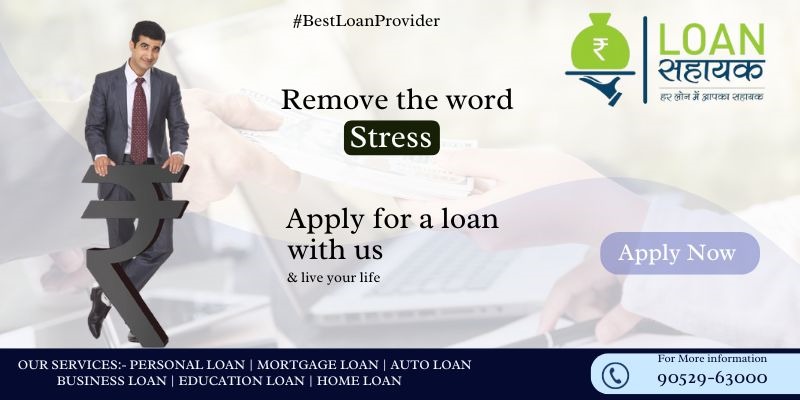 #BestLoanProvider
LOAN
सहायक
हर लोन में आपका सहायक
Remove the word
Stress
Apply for a loan
with us
& live your life
Apply Now
OUR SERVICES:- PERSONAL LOAN | MORTGAGE LOAN | AUTO LOAN
BUSINESS LOAN | EDUCATION LOAN | HOME LOAN
For More information
90529-63000